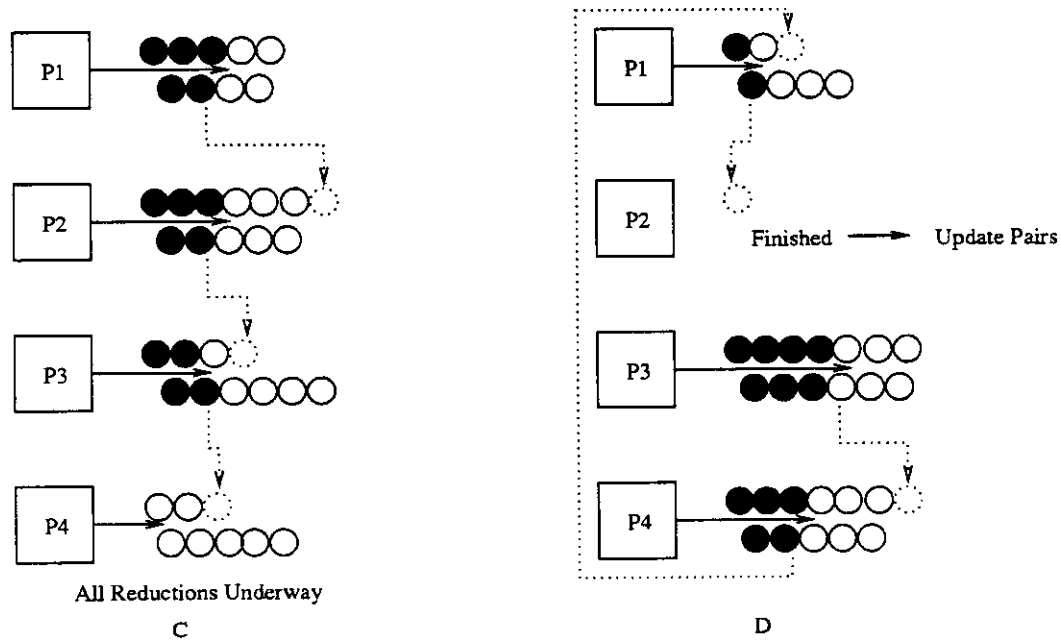 P1
P2
P3
P4
All Reductions Underway
C
P1
P2
Finished Update Pairs
P3
P4
D